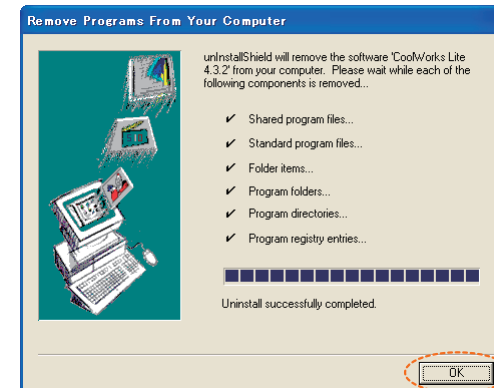 Remove Programs From Your Computer
unInstallShield will remove the software 'CoolWorks Lite
4.3.2' from your computer. Please wait while each of the
following components is removed...
✔ Shared program files...
✔ Standard program files...
✔ Folder items...
✔ Program folders...
✔ Program directories...
✔ Program registry entries...
Uninstall successfully completed.
OK